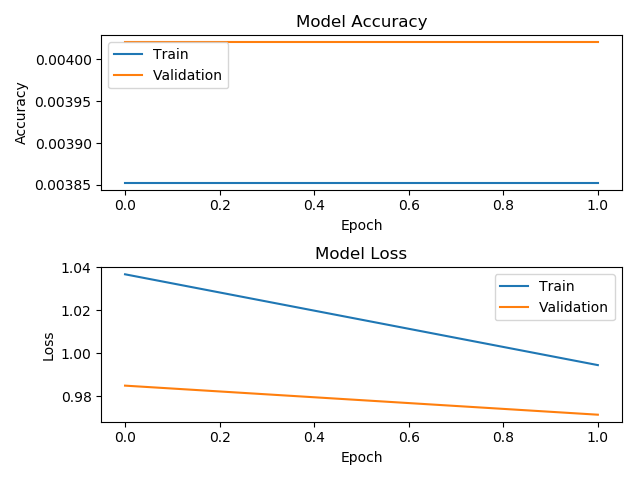 Model Accuracy
0.00400
0.00395
0.00390
0.00385
Accuracy
Train
Validation
0.0 0.2 0.4 0.6 0.8 1.0
Epoch
Model Loss
1.04
1.02
1.00
0.98
Loss
Train
Validation
0.0 0.2 0.4 0.6 0.8 1.0
Epoch